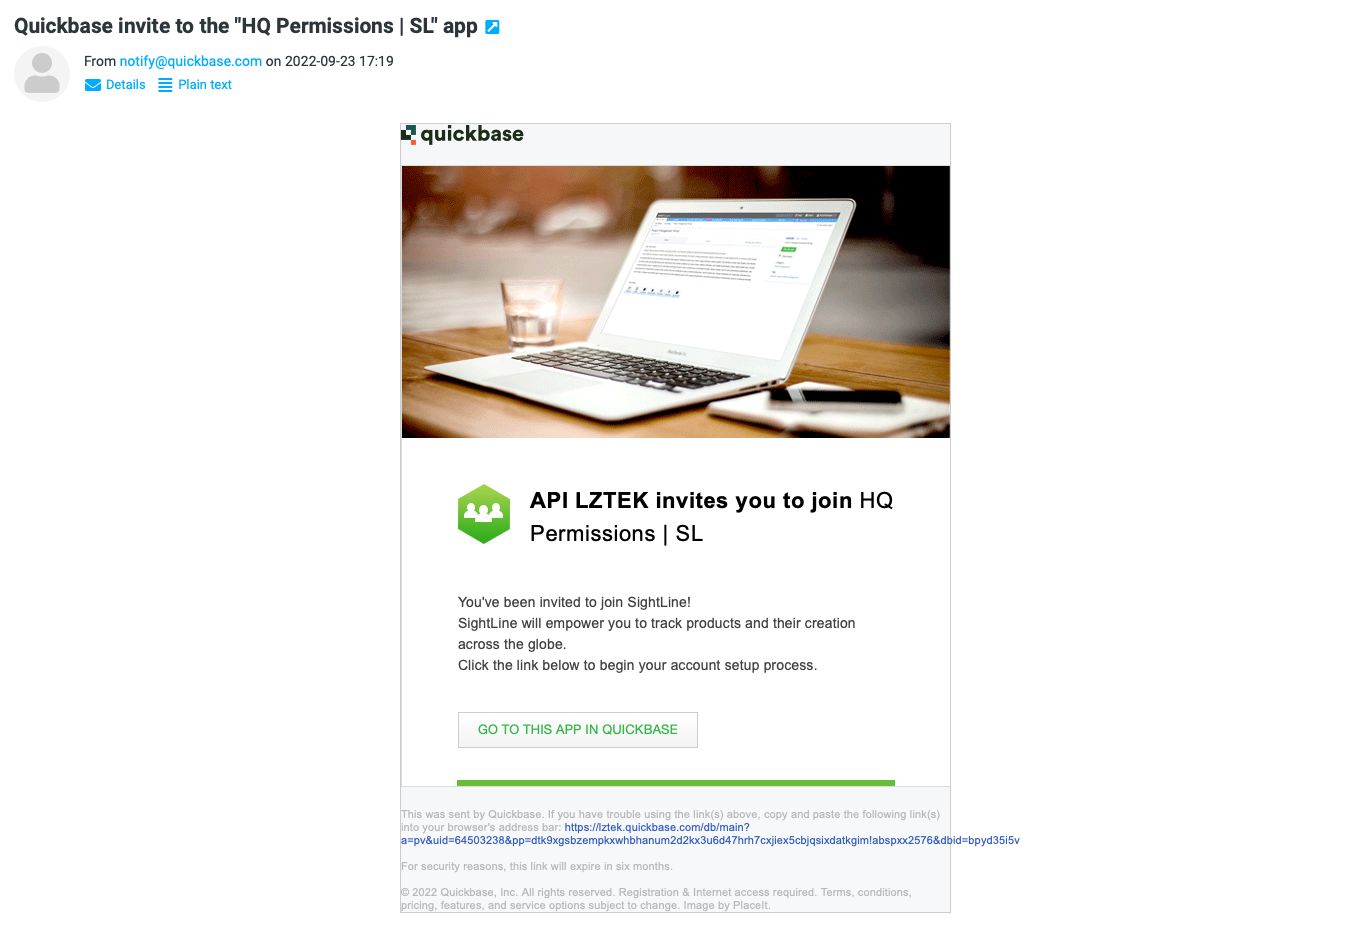 Quickbase invite to the "HQ Permissions | SL" app
From notify@quickbase.com on 2022-09-23 17:19
Details Plain text
quickbase
API LZTEK invites you to join HQ
Permissions | SL
You've been invited to join SightLine!
SightLine will empower you to track products and their creation
across the globe.
Click the link below to begin your account setup process.
GO TO THIS APP IN QUICKBASE
This was sent by Quickbase. If you have trouble using the link(s) above, copy and paste the following link(s)
into your browser's address bar: https://lztek.quickbase.com/db/main?
a=pv&uid=64503238&pp=dtk9xgsbzempkxwhbhanum2d2kx3u6d47hrh7cxjiex5cbjqsixdatkgim!abspxx2576&dbid=bpyd35i5v
For security reasons, this link will expire in six months.
© 2022 Quickbase, Inc. All rights reserved. Registration & Internet access required. Terms, conditions,
pricing, features, and service options subject to change. Image by PlaceIt.